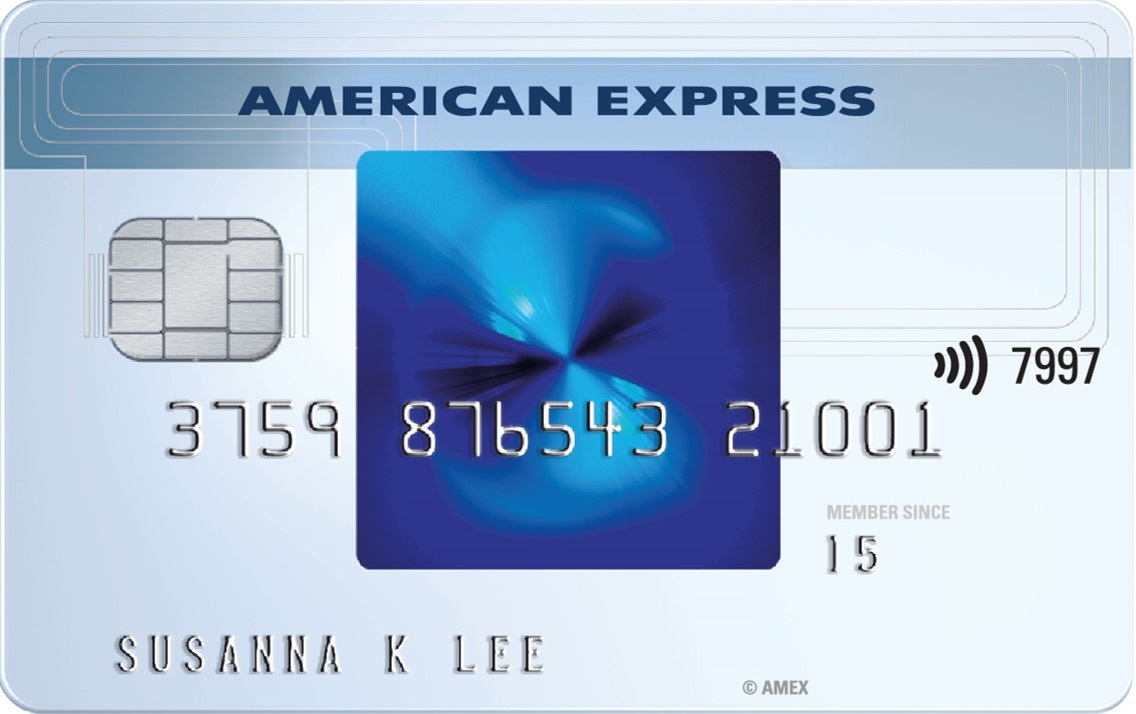 AMERICAN EXPRESS
7997
3759 876543 21001
MEMBER SINCE
15
SUSANNA K LEE
© AMEX